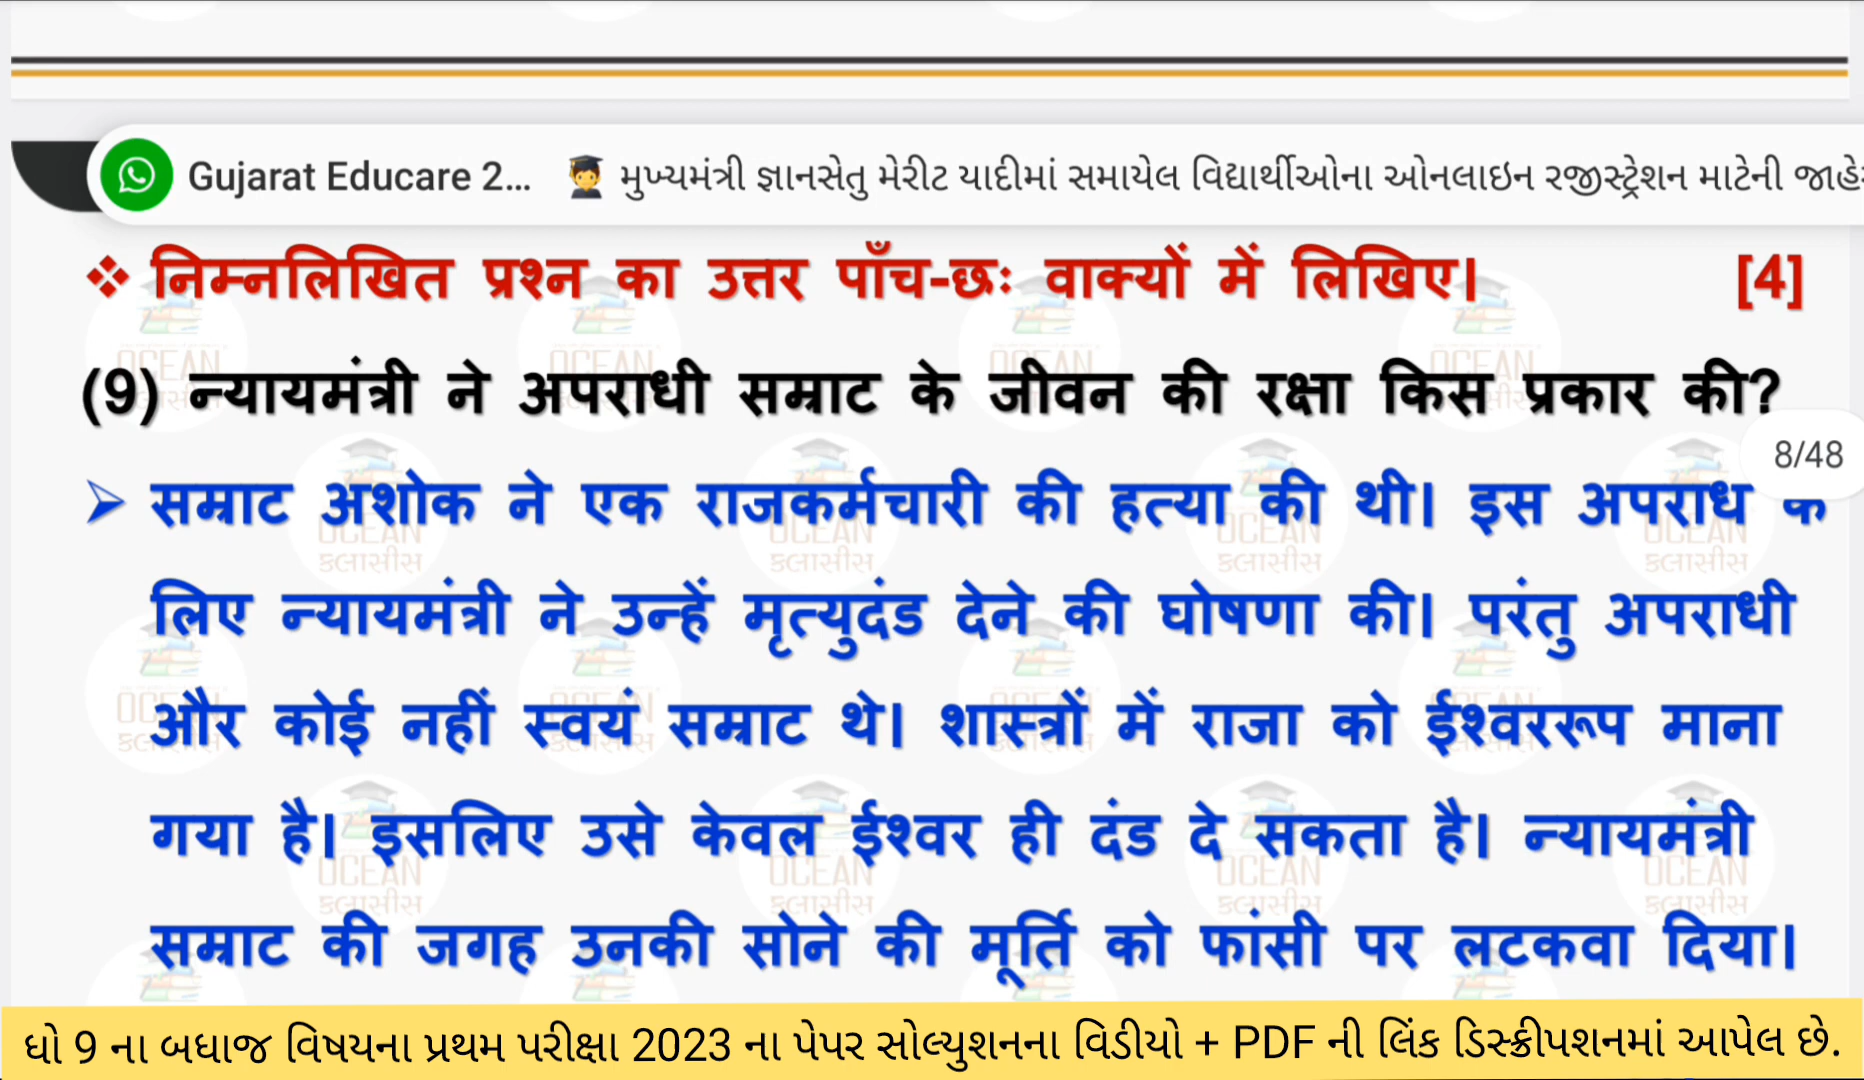 Gujarat Educare 2... 👨‍🎓 મુખ્યમંત્રી જ્ઞાનસેતુ મેરીટ યાદીમાં સમાયેલ વિદ્યાર્થીઓના ઓનલાઇન રજીસ્ટ્રેશન માટેની
❖ निम्नलिखित प्रश्न का उत्तर पाँच-छः वाक्यों में लिखिए। [4]
(9) न्यायमंत्री ने अपराधी सम्राट के जीवन की रक्षा किस प्रकार की?
8/48
➢ सम्राट अशोक ने एक राजकर्मचारी की हत्या की थी। इस अपराध के
लिए न्यायमंत्री ने उन्हें मृत्युदंड देने की घोषणा की। परंतु अपराधी
और कोई नहीं स्वयं सम्राट थे। शास्त्रों में राजा को ईश्वररूप माना
गया है। इसलिए उसे केवल ईश्वर ही दंड दे सकता है। न्यायमंत्री
सम्राट की जगह उनकी सोने की मूर्ति को फांसी पर लटकवा दिया।
ધો 9 ના બધાજ વિષયના પ્રથમ પરીક્ષા 2023 ના પેપર સોલ્યુશનના વિડીયો + PDF ની લિંક ડિસ્ક્રીપશનમાં આપેલ છે.
OCEAN
ક્લાસીસ